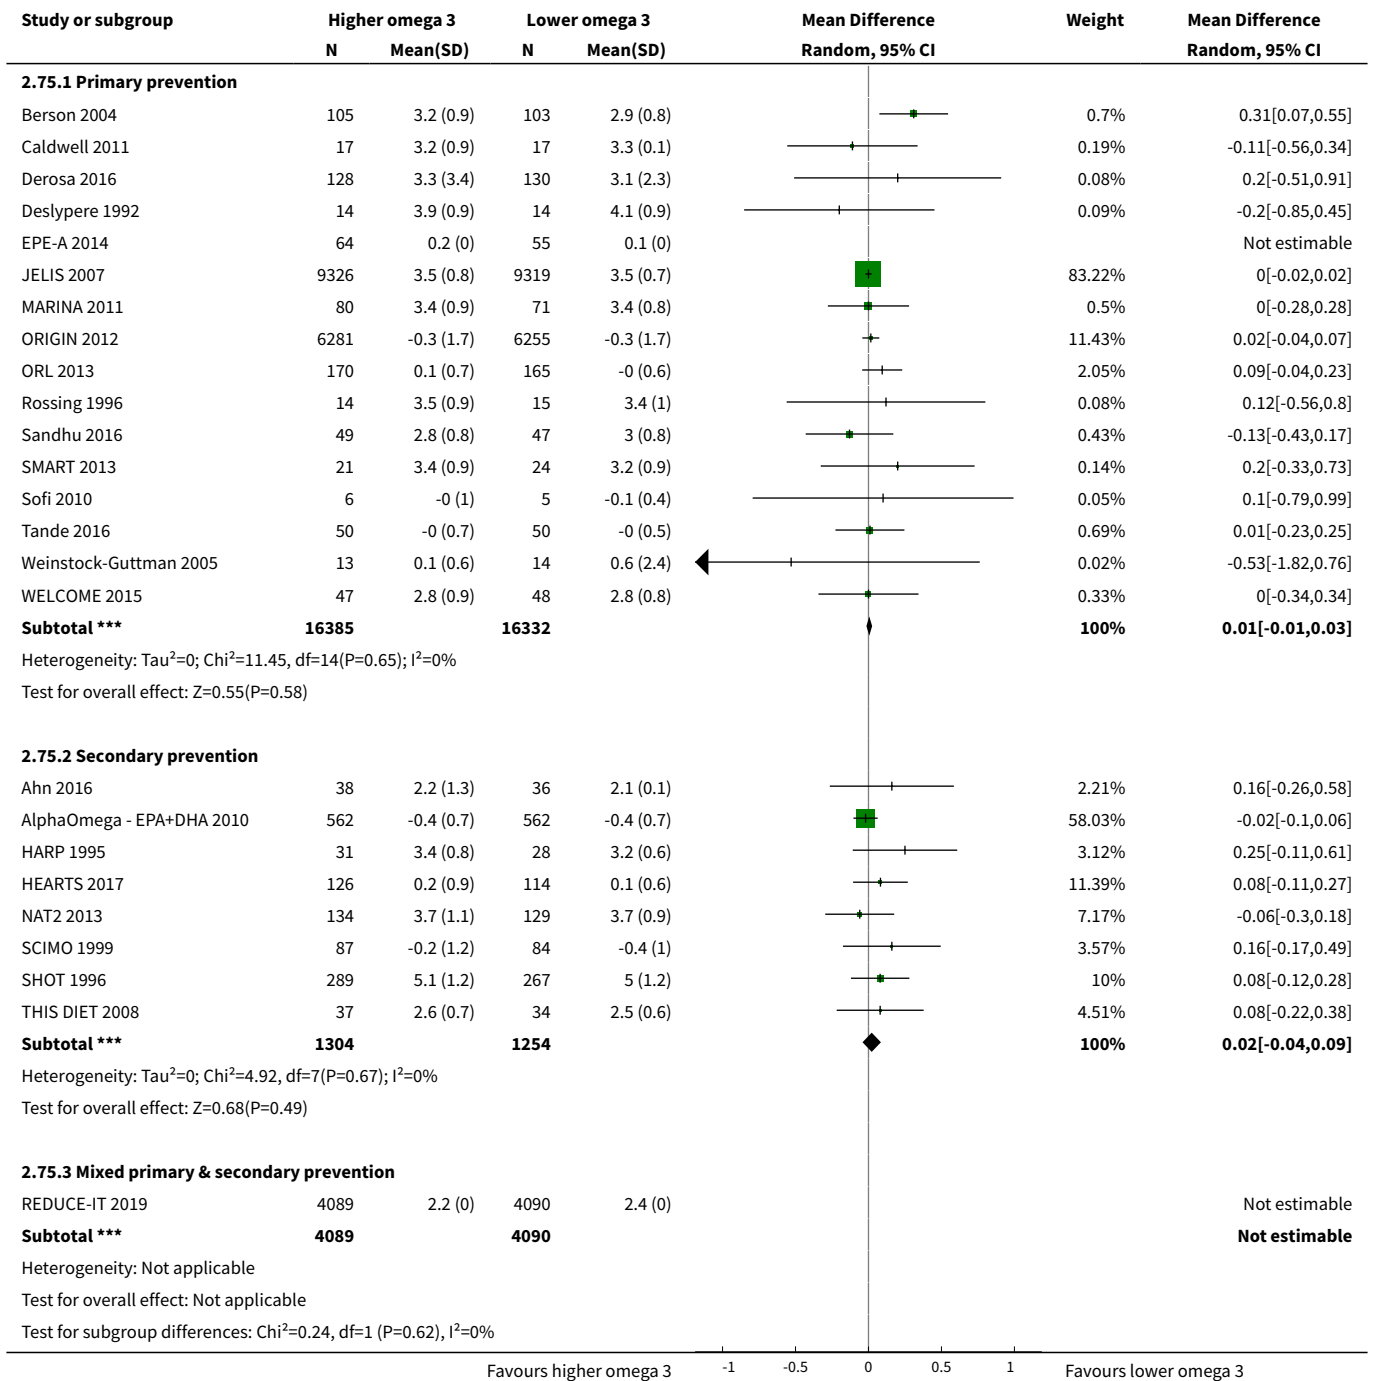 Study or subgroup Higher omega 3 Lower omega 3 Mean Difference Weight Mean Difference
N Mean(SD) N Mean(SD) Random, 95% CI Random, 95% CI
2.75.1 Primary prevention
Berson 2004 105 3.2 (0.9) 103 2.9 (0.8) 0.7% 0.31[0.07,0.55]
Caldwell 2011 17 3.2 (0.9) 17 3.3 (0.1) 0.19% -0.11[-0.56,0.34]
Derosa 2016 128 3.3 (3.4) 130 3.1 (2.3) 0.08% 0.2[-0.51,0.91]
Deslypere 1992 14 3.9 (0.9) 14 4.1 (0.9) 0.09% -0.2[-0.85,0.45]
EPE-A 2014 64 0.2 (0) 55 0.1 (0) Not estimable
JELIS 2007 9326 3.5 (0.8) 9319 3.5 (0.7) 83.22% 0[-0.02,0.02]
MARINA 2011 80 3.4 (0.9) 71 3.4 (0.8) 0.5% 0[-0.28,0.28]
ORIGIN 2012 6281 -0.3 (1.7) 6255 -0.3 (1.7) 11.43% 0.02[-0.04,0.07]
ORL 2013 170 0.1 (0.7) 165 -0 (0.6) 2.05% 0.09[-0.04,0.23]
Rossing 1996 14 3.5 (0.9) 15 3.4 (1) 0.08% 0.12[-0.56,0.8]
Sandhu 2016 49 2.8 (0.8) 47 3 (0.8) 0.43% -0.13[-0.43,0.17]
SMART 2013 21 3.4 (0.9) 24 3.2 (0.9) 0.14% 0.2[-0.33,0.73]
Sofi 2010 6 -0 (1) 5 -0.1 (0.4) 0.05% 0.1[-0.79,0.99]
Tande 2016 50 -0 (0.7) 50 -0 (0.5) 0.69% 0.01[-0.23,0.25]
Weinstock-Guttman 2005 13 0.1 (0.6) 14 0.6 (2.4) 0.02% -0.53[-1.82,0.76]
WELCOME 2015 47 2.8 (0.9) 48 2.8 (0.8) 0.33% 0[-0.34,0.34]
Subtotal *** 16385 16332 100% 0.01[-0.01,0.03]
Heterogeneity: Tau²=0; Chi²=11.45, df=14(P=0.65); I²=0%
Test for overall effect: Z=0.55(P=0.58)
2.75.2 Secondary prevention
Ahn 2016 38 2.2 (1.3) 36 2.1 (0.1) 2.21% 0.16[-0.26,0.58]
AlphaOmega - EPA+DHA 2010 562 -0.4 (0.7) 562 -0.4 (0.7) 58.03% -0.02[-0.1,0.06]
HARP 1995 31 3.4 (0.8) 28 3.2 (0.6) 3.12% 0.25[-0.11,0.61]
HEARTS 2017 126 0.2 (0.9) 114 0.1 (0.6) 11.39% 0.08[-0.11,0.27]
NAT2 2013 134 3.7 (1.1) 129 3.7 (0.9) 7.17% -0.06[-0.3,0.18]
SCIMO 1999 87 -0.2 (1.2) 84 -0.4 (1) 3.57% 0.16[-0.17,0.49]
SHOT 1996 289 5.1 (1.2) 267 5 (1.2) 10% 0.08[-0.12,0.28]
THIS DIET 2008 37 2.6 (0.7) 34 2.5 (0.6) 4.51% 0.08[-0.22,0.38]
Subtotal *** 1304 1254 100% 0.02[-0.04,0.09]
Heterogeneity: Tau²=0; Chi²=4.92, df=7(P=0.67); I²=0%
Test for overall effect: Z=0.68(P=0.49)
2.75.3 Mixed primary & secondary prevention
REDUCE-IT 2019 4089 2.2 (0) 4090 2.4 (0) Not estimable
Subtotal *** 4089 4090 Not estimable
Heterogeneity: Not applicable
Test for overall effect: Not applicable
Test for subgroup differences: Chi²=0.24, df=1 (P=0.62), I²=0%
Favours higher omega 3 -1 -0.5 0 0.5 1 Favours lower omega 3